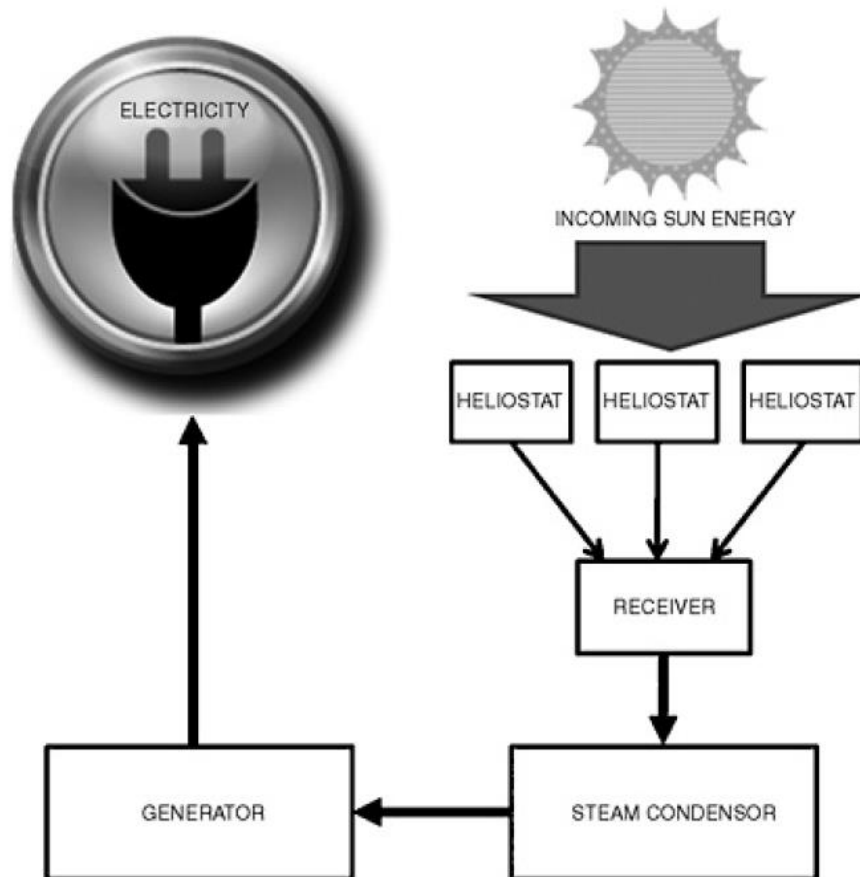 ELECTRICITY
INCOMING SUN ENERGY
HELIOSTAT
HELIOSTAT
HELIOSTAT
RECEIVER
GENERATOR
STEAM CONDENSOR